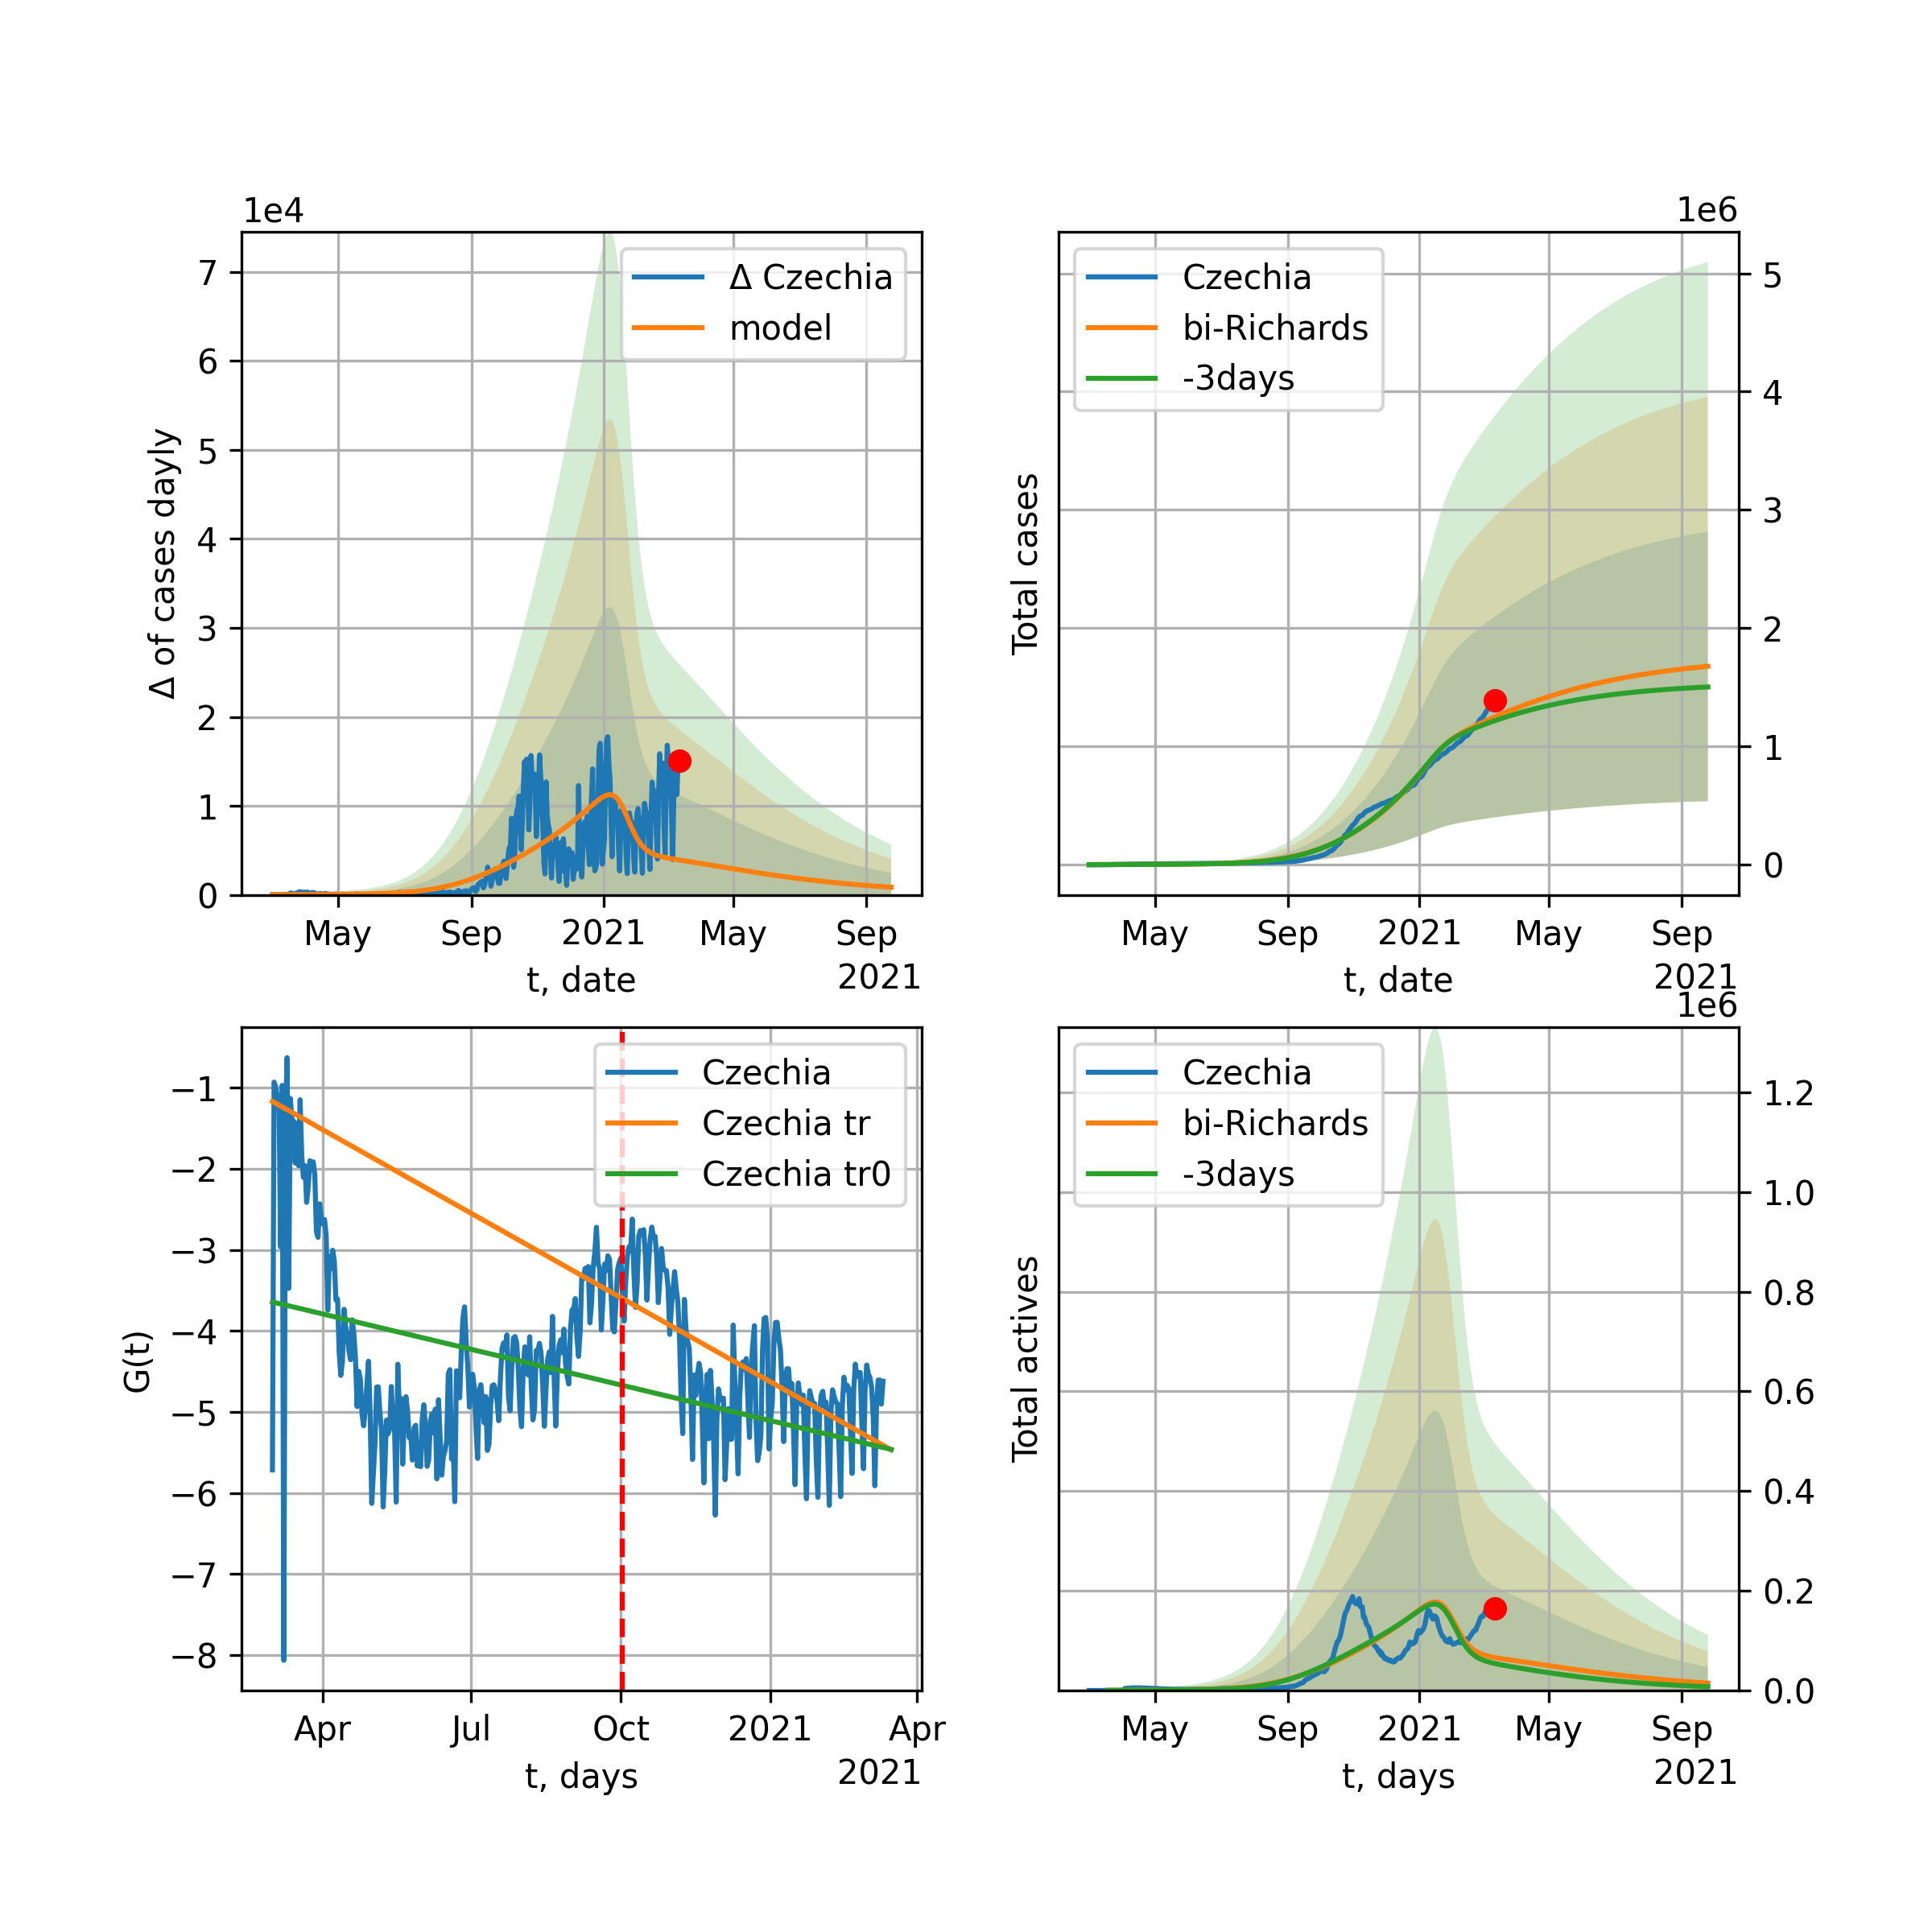 1e4
Δ of cases dayly
7
6
5
4
3
2
1
0
Δ Czechia
model
May
Sep
2021
May
Sep
t, date
2021
1e6
Total cases
Czechia
bi-Richards
-3days
5
4
3
2
1
0
May
Sep
2021
May
Sep
t, date
2021
G(t)
−1
−2
−3
−4
−5
−6
−7
−8
Czechia
Czechia tr
Czechia tr0
Apr
Jul
Oct
2021
Apr
t, days
2021
1e6
Total actives
Czechia
bi-Richards
-3days
1.2
1.0
0.8
0.6
0.4
0.2
0.0
May
Sep
2021
May
Sep
t, days
2021